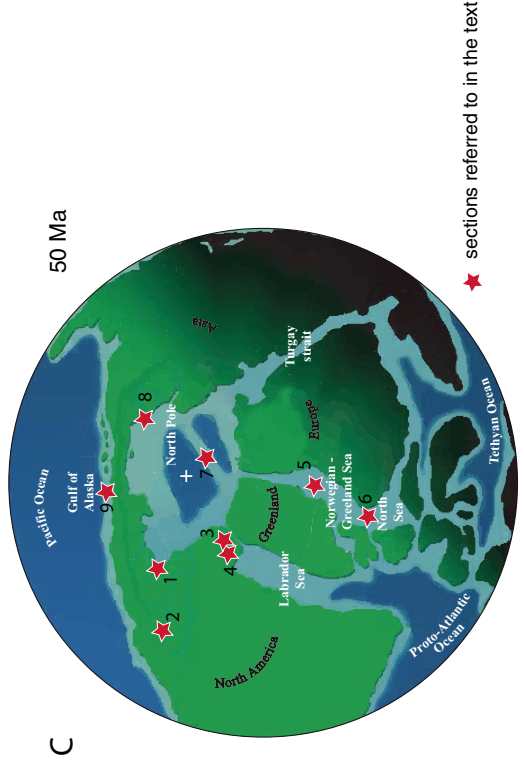 C
50 Ma
Pacific Ocean
Gulf of
Alaska
9
8
Asia
North Pole
7
1
2
3
4
Greenland
Labrador
Sea
North America
Turgay
strait
Europe
5
Norwegian -
Greeland Sea
6
North
Sea
Proto-Atlantic
Ocean
Tethyan Ocean
sections referred to in the text